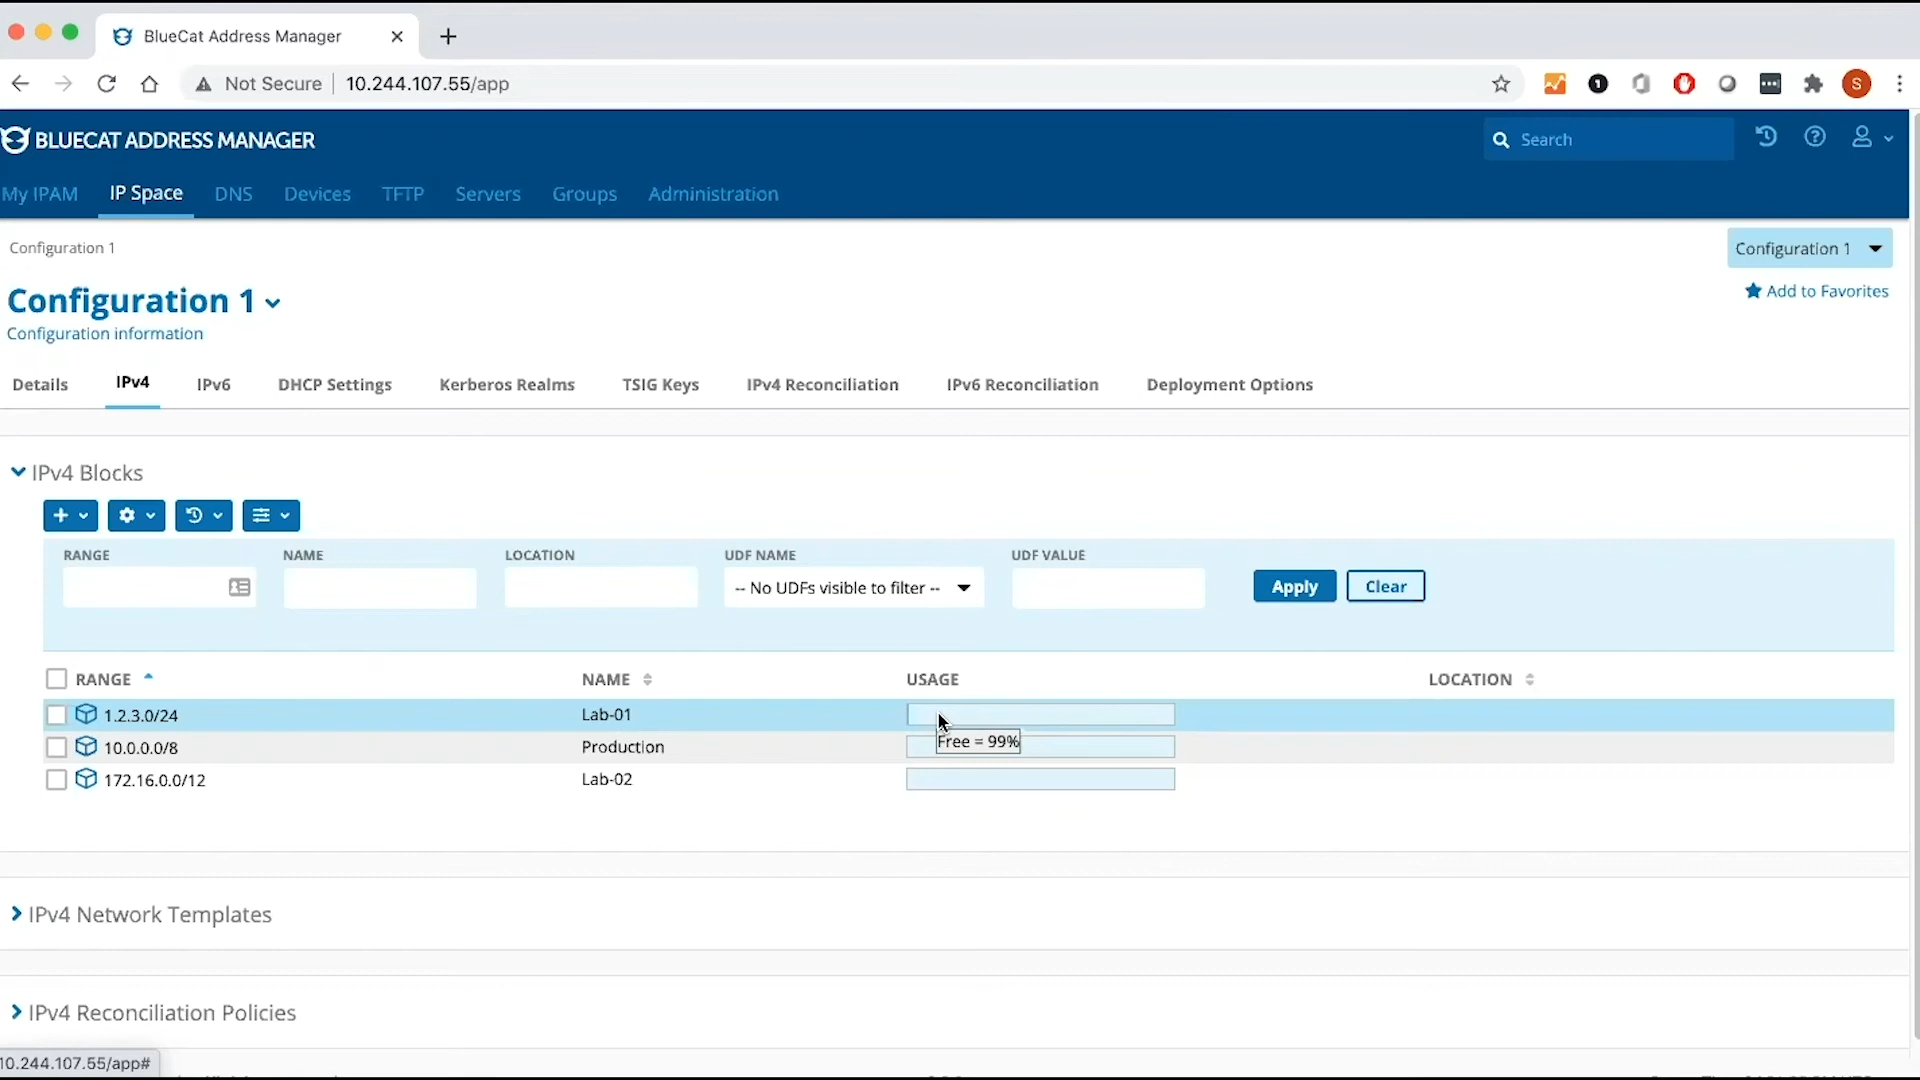 BlueCat Address Manager
Not Secure 10.244.107.55/app
1
S
BLUECAT ADDRESS MANAGER
Search
My IPAM IP Space DNS Devices TFTP Servers Groups Administration
Configuration 1
Configuration 1
Configuration 1
Add to Favorites
Configuration information
Details IPv4 IPv6 DHCP Settings Kerberos Realms TSIG Keys IPv4 Reconciliation IPv6 Reconciliation Deployment Options
IPv4 Blocks
RANGE NAME LOCATION UDF NAME UDF VALUE
-- No UDFs visible to filter -- Apply Clear
RANGE NAME USAGE LOCATION
1.2.3.0/24 Lab-01
Free = 99%
10.0.0.0/8 Production
172.16.0.0/12 Lab-02
IPv4 Network Templates
IPv4 Reconciliation Policies
10.244.107.55/app#